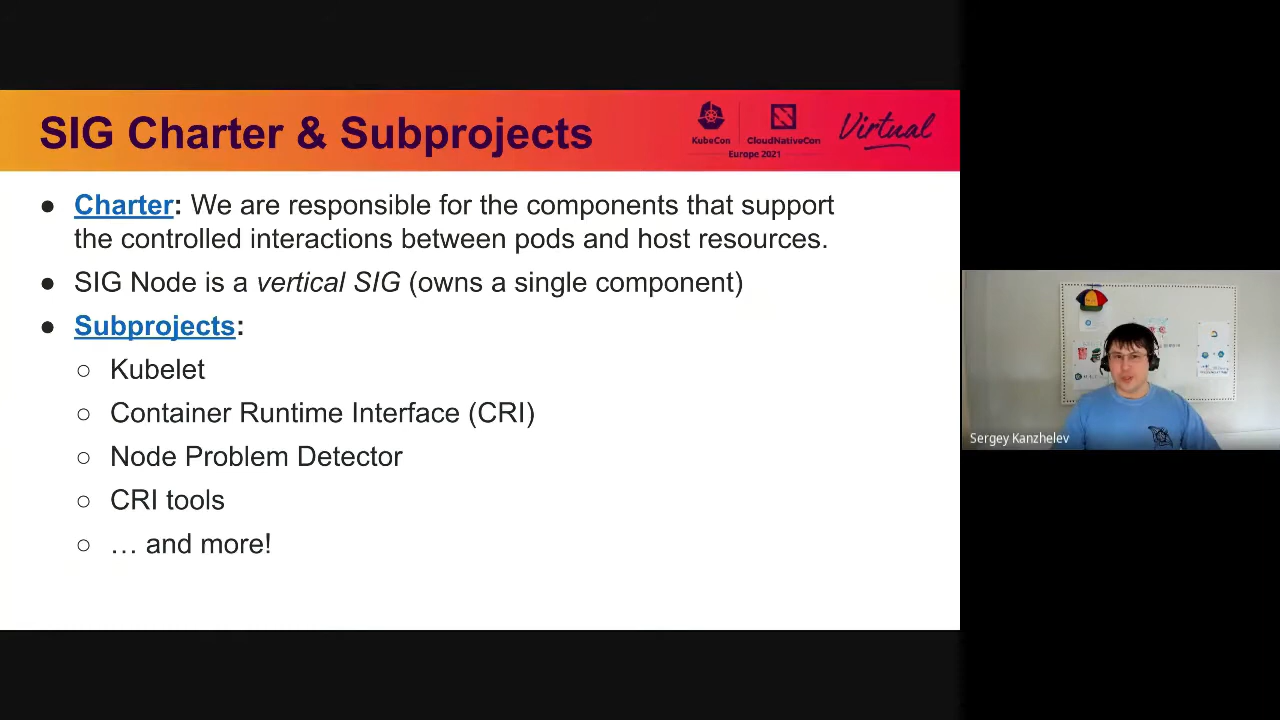 SIG Charter & Subprojects
KubeCon
CloudNativeCon
Europe 2021
Virtual
● Charter: We are responsible for the components that support
the controlled interactions between pods and host resources.
● SIG Node is a vertical SIG (owns a single component)
● Subprojects:
○ Kubelet
○ Container Runtime Interface (CRI)
○ Node Problem Detector
○ CRI tools
○ … and more!
Sergey Kanzhelev